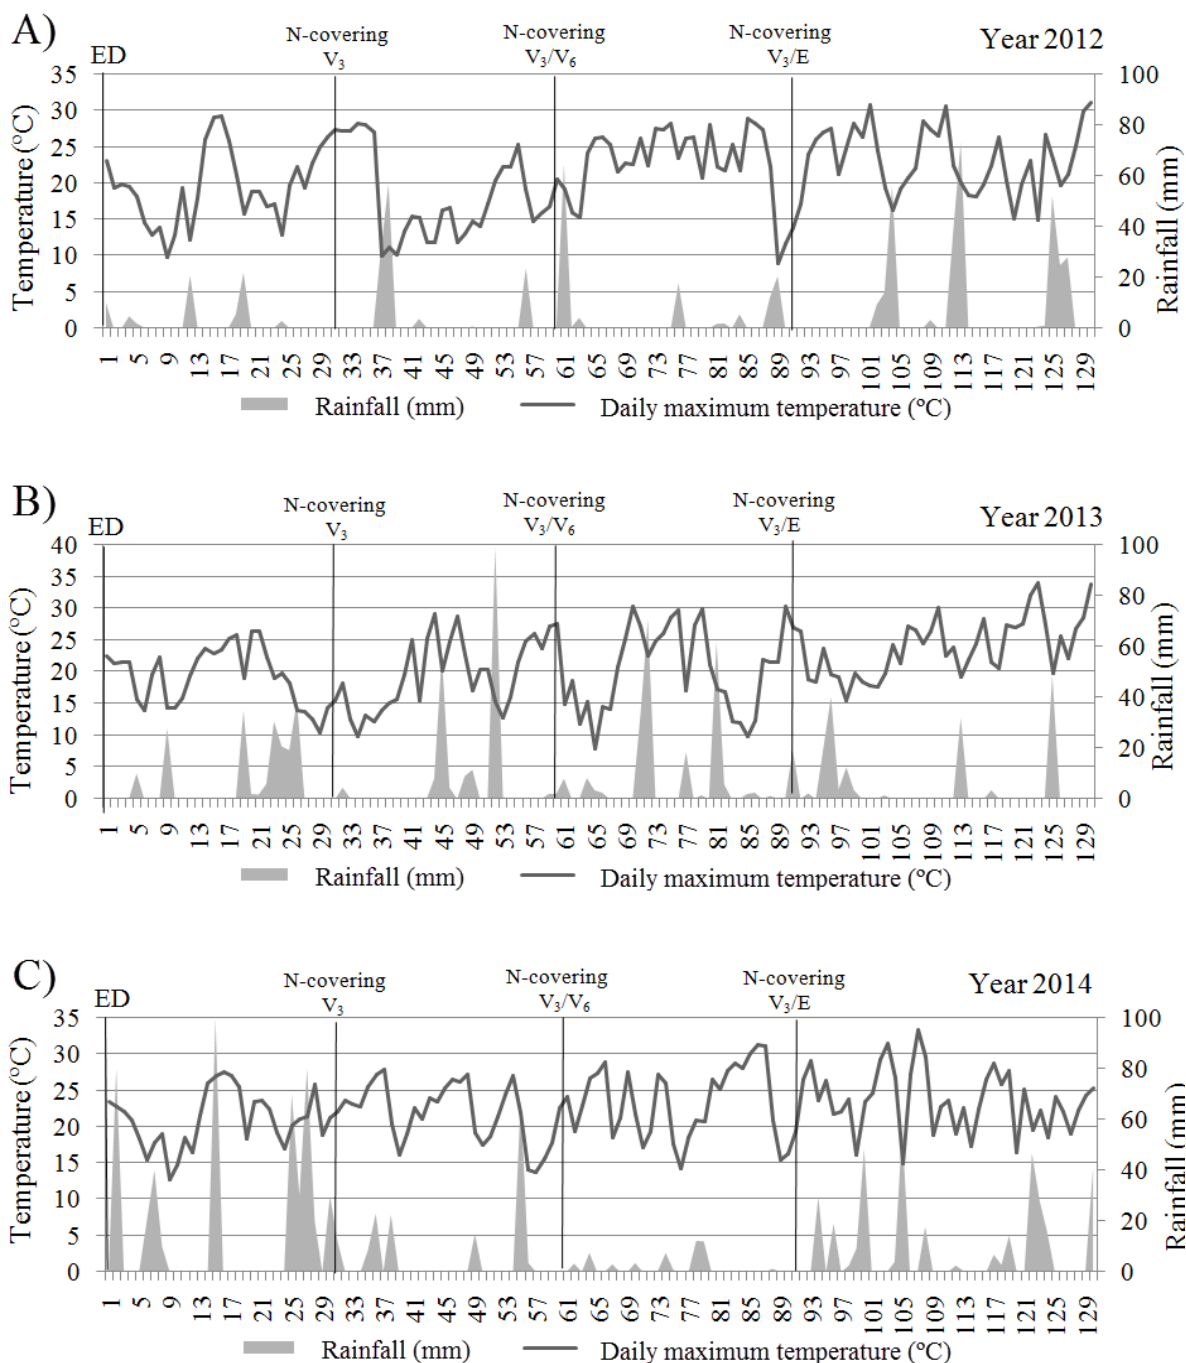 A)
ED
N-covering
V₃
N-covering
V₃/V₆
N-covering
V₃/E
Year 2012
Temperature (ºC)
35
30
25
20
15
10
5
0
100
80
60
40
20
0
Rainfall (mm)
1 5 9 13 17 21 25 29 33 37 41 45 49 53 57 61 65 69 73 77 81 85 89 93 97 101 105 109 113 117 121 125 129
Rainfall (mm) Daily maximum temperature (ºC)
B)
ED
N-covering
V₃
N-covering
V₃/V₆
N-covering
V₃/E
Year 2013
Temperature (ºC)
40
35
30
25
20
15
10
5
0
100
80
60
40
20
0
Rainfall (mm)
1 5 9 13 17 21 25 29 33 37 41 45 49 53 57 61 65 69 73 77 81 85 89 93 97 101 105 109 113 117 121 125 129
Rainfall (mm) Daily maximum temperature (ºC)
C)
ED
N-covering
V₃
N-covering
V₃/V₆
N-covering
V₃/E
Year 2014
Temperature (ºC)
35
30
25
20
15
10
5
0
100
80
60
40
20
0
Rainfall (mm)
1 5 9 13 17 21 25 29 33 37 41 45 49 53 57 61 65 69 73 77 81 85 89 93 97 101 105 109 113 117 121 125 129
Rainfall (mm) Daily maximum temperature (ºC)